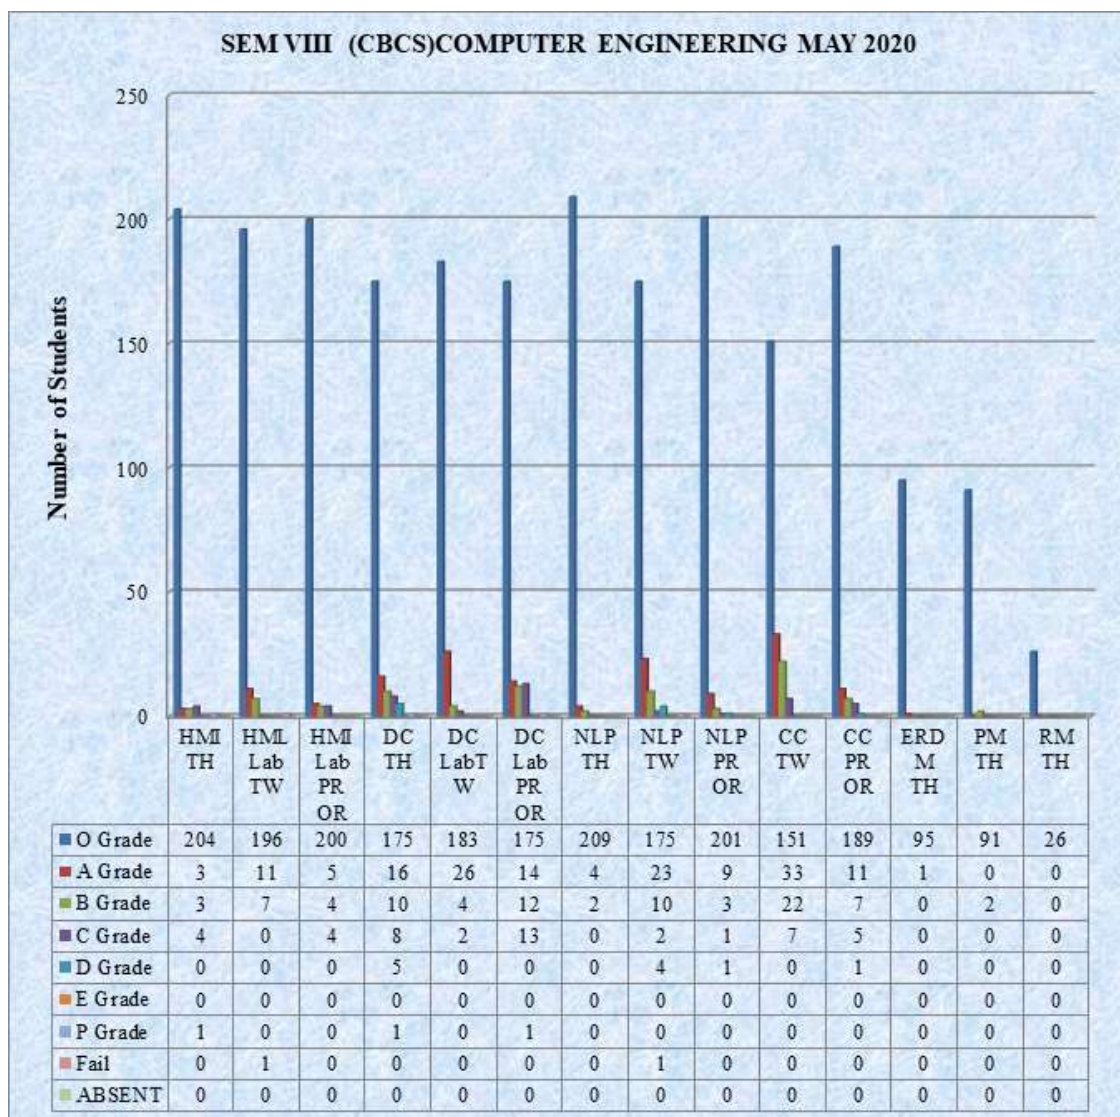 SEM VIII (CBCS)COMPUTER ENGINEERING MAY 2020
Number of Students
250
200
150
100
50
0
HMI TH HML Lab TW HMI Lab PR OR DC TH DC LabT W DC Lab PR OR NLP TH NLP TW NLP PR OR CC TW CC PR OR ERD M TH PM TH RM TH
O Grade 204 196 200 175 183 175 209 175 201 151 189 95 91 26
A Grade 3 11 5 16 26 14 4 23 9 33 11 1 0 0
B Grade 3 7 4 10 4 12 2 10 3 22 7 0 2 0
C Grade 4 0 4 8 2 13 0 2 1 7 5 0 0 0
D Grade 0 0 0 5 0 0 0 4 1 0 1 0 0 0
E Grade 0 0 0 0 0 0 0 0 0 0 0 0 0 0
P Grade 1 0 0 1 0 1 0 0 0 0 0 0 0 0
Fail 0 1 0 0 0 0 0 1 0 0 0 0 0 0
ABSENT 0 0 0 0 0 0 0 0 0 0 0 0 0 0